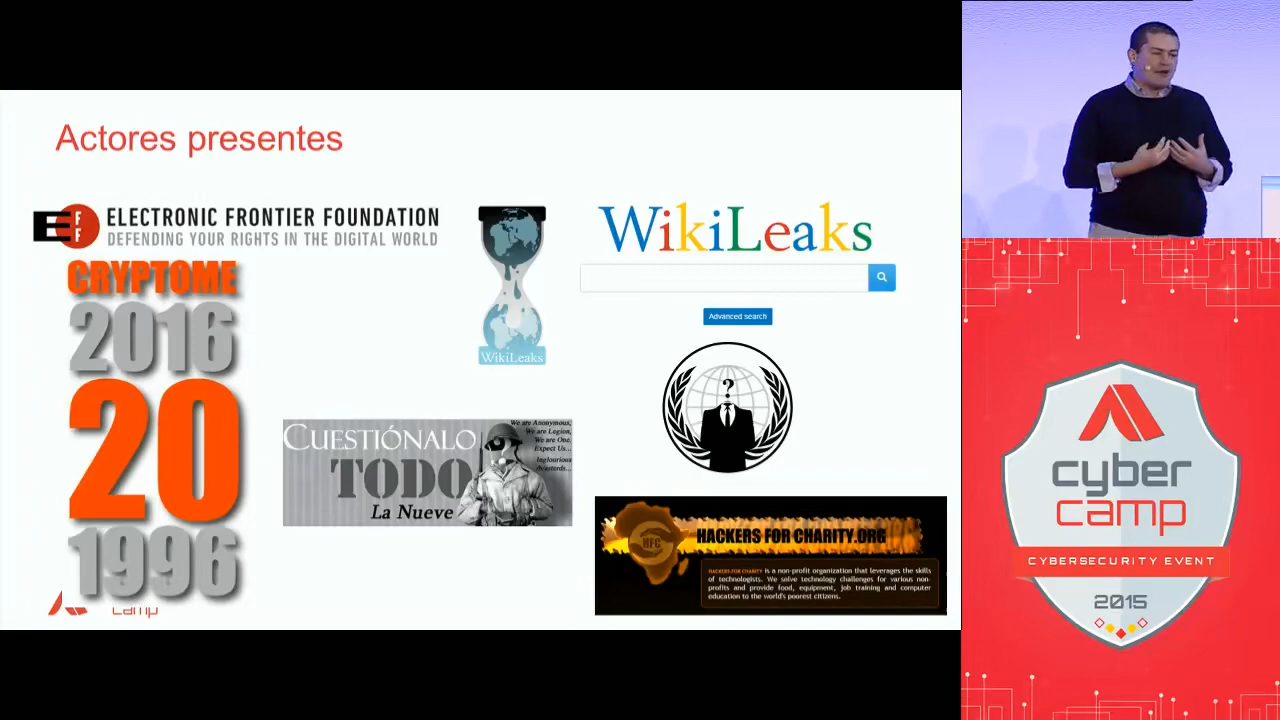 Actores presentes
E
F
F
ELECTRONIC FRONTIER FOUNDATION
DEFENDING YOUR RIGHTS IN THE DIGITAL WORLD
CRYPTOME
2016
20
1996
WikiLeaks
WikiLeaks
Advanced search
?
CUESTIÓNALO
TODO
La Nueve
We are Anonymous,
We are Legion,
We are One.
Expect Us...
Inglourious
HFC
HACKERS FOR CHARITY.ORG
HACKERS FOR CHARITY is a non-profit organization that leverages the skills
of technologists. We solve technology challenges for various non-
profits and provide food, equipment, job training and computer
education to the world's poorest citizens.
cyber
camp
CYBERSECURITY EVENT
2015